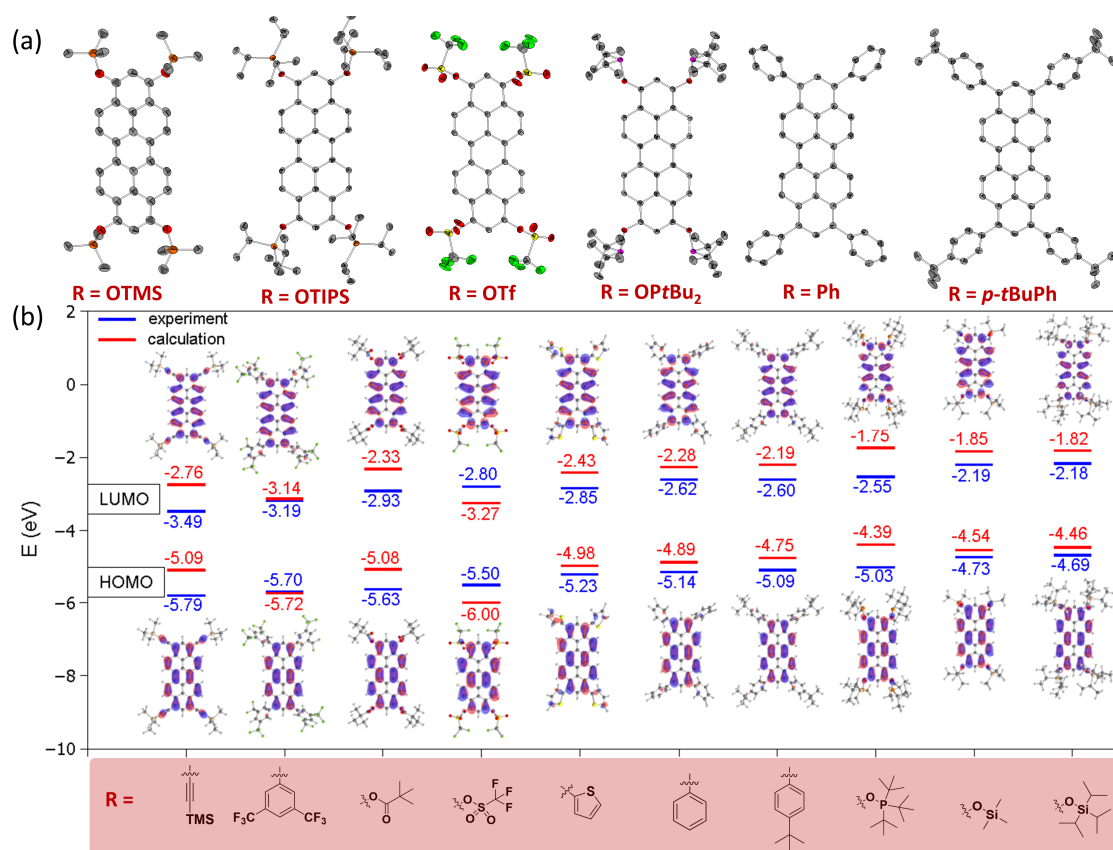 (a)
R = OTMS
R = OTIPS
R = OTf
R = OPtBu2
R = Ph
R = p-tBuPh
(b)
experiment
calculation
E (eV)
2
0
−2
−4
−6
−8
−10
LUMO
HOMO
-2.76
-3.49
-3.14
-3.19
-2.33
-2.93
-2.80
-3.27
-2.43
-2.85
-2.28
-2.62
-2.19
-2.60
-1.75
-2.55
-1.85
-2.19
-1.82
-2.18
-5.09
-5.79
-5.70
-5.72
-5.08
-5.63
-5.50
-6.00
-4.98
-5.23
-4.89
-5.14
-4.75
-5.09
-4.39
-5.03
-4.54
-4.73
-4.46
-4.69
R =
TMS
CF3 CF3
O O
O S O O F F F
S
O P
O Si
O Si